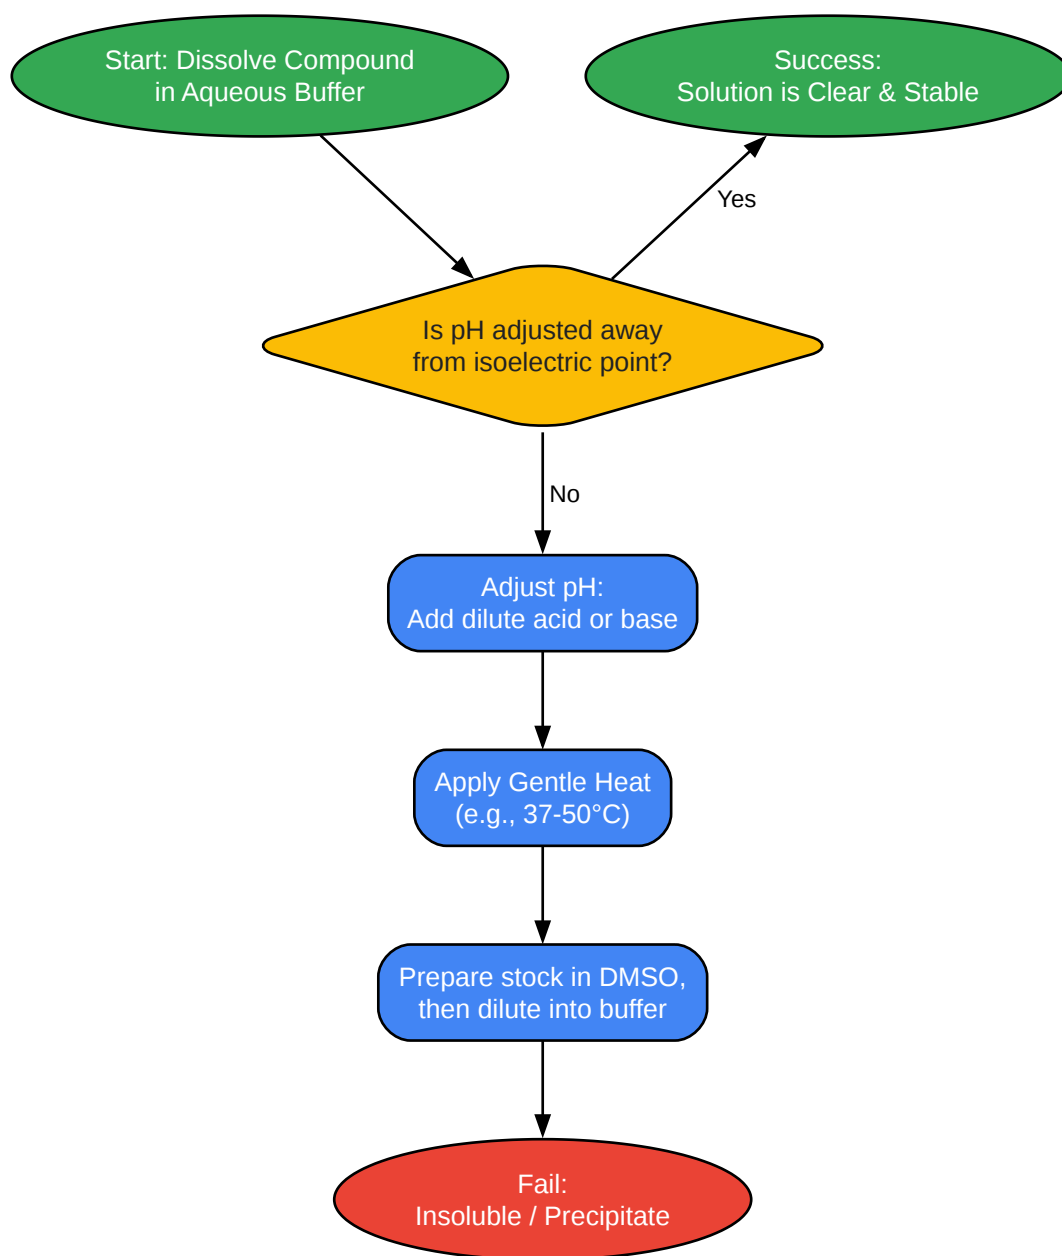 Start: Dissolve Compound
in Aqueous Buffer
Success:
Solution is Clear & Stable
Yes
Is pH adjusted away
from isoelectric point?
No
Adjust pH:
Add dilute acid or base
Apply Gentle Heat
(e.g., 37-50°C)
Prepare stock in DMSO,
then dilute into buffer
Fail:
Insoluble / Precipitate